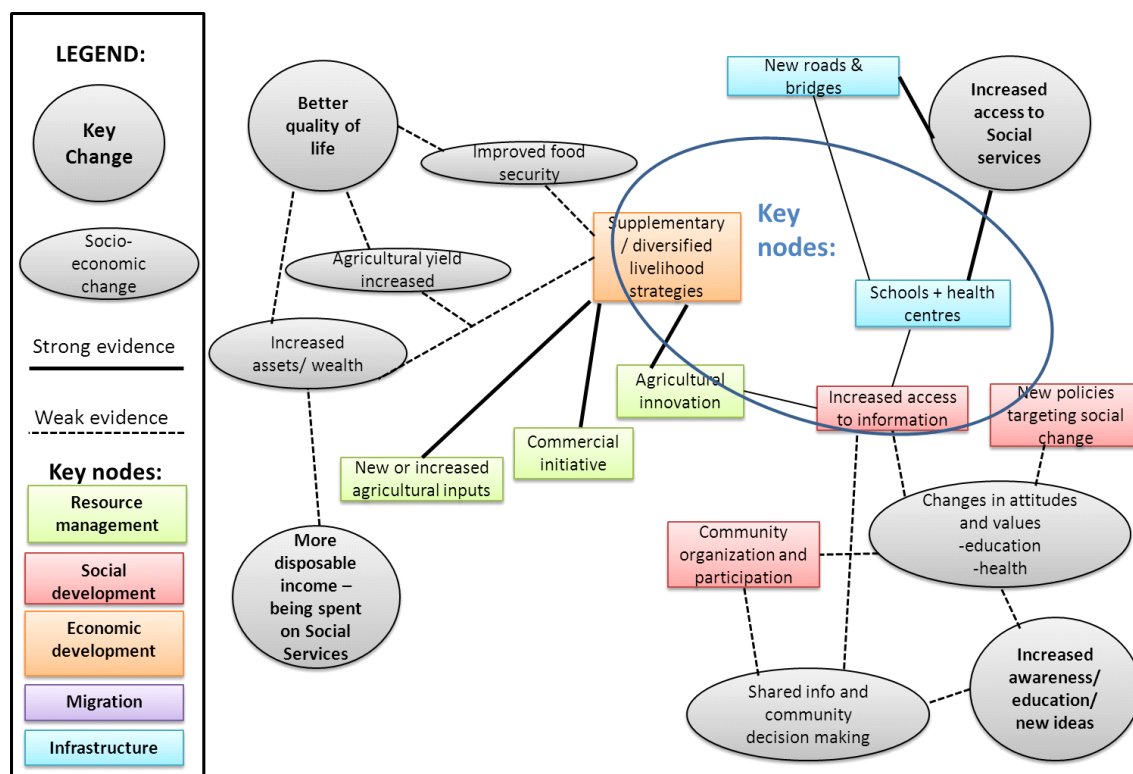 LEGEND:
Key
Change
Socio-
economic
change
Strong evidence
Weak evidence
Key nodes:
Resource
management
Social
development
Economic
development
Migration
Infrastructure
Better
quality of
life
Improved food
security
Agricultural yield
increased
Increased
assets/ wealth
More
disposable
income –
being spent
on Social
Services
New or increased
agricultural inputs
Commercial
initiative
Agricultural
innovation
Supplementary
/ diversified
livelihood
strategies
Key
nodes:
New roads &
bridges
Increased
access to
Social
services
Schools + health
centres
Increased access
to information
New policies
targeting social
change
Changes in attitudes
and values
-education
-health
Community
organization and
participation
Shared info and
community
decision making
Increased
awareness/
education/
new ideas